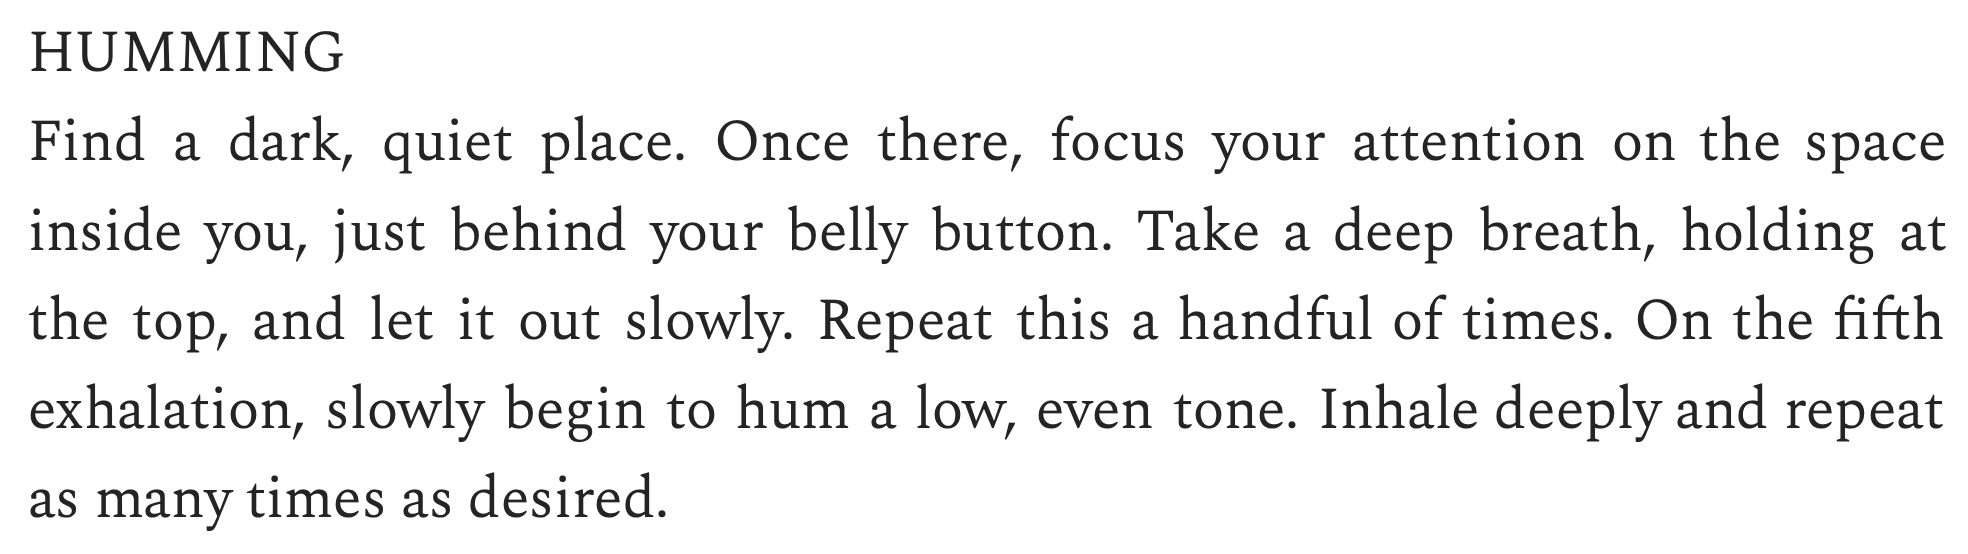 HUMMING
Find a dark, quiet place. Once there, focus your attention on the space
inside you, just behind your belly button. Take a deep breath, holding at
the top, and let it out slowly. Repeat this a handful of times. On the fifth
exhalation, slowly begin to hum a low, even tone. Inhale deeply and repeat
as many times as desired.